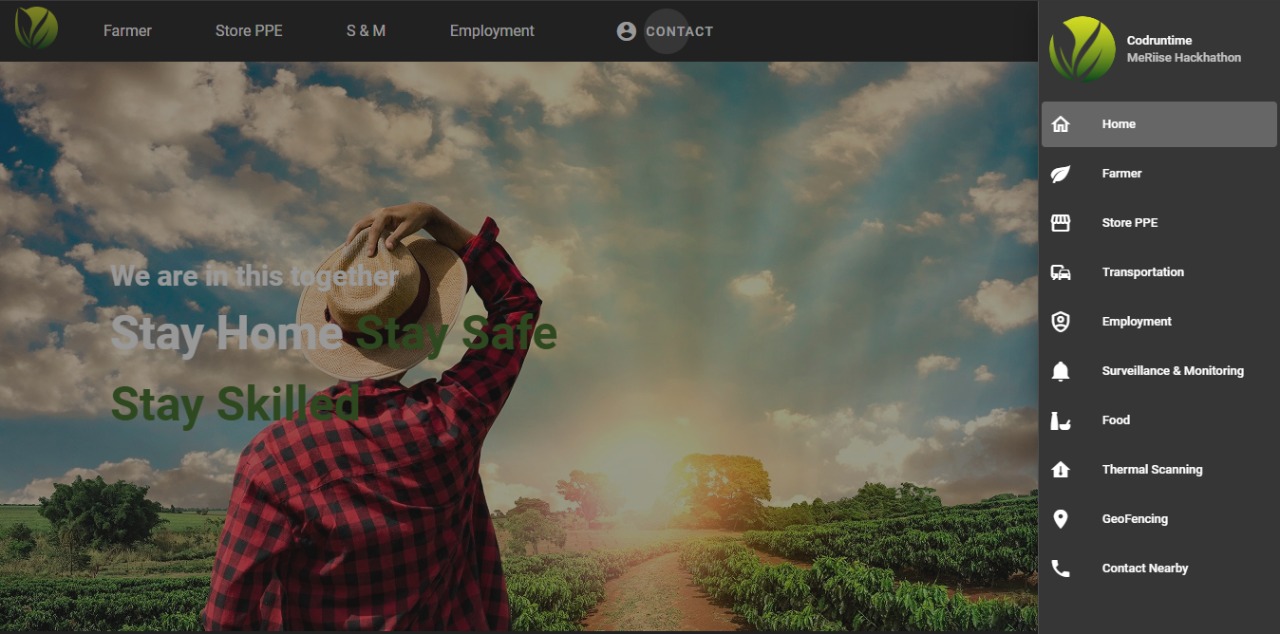 Farmer
Store PPE
S & M
Employment
CONTACT
We are in this together
Stay Home Stay Safe
Stay Skilled
Codruntime
MeRiise Hackhathon
Home
Farmer
Store PPE
Transportation
Employment
Surveillance & Monitoring
Food
Thermal Scanning
GeoFencing
Contact Nearby